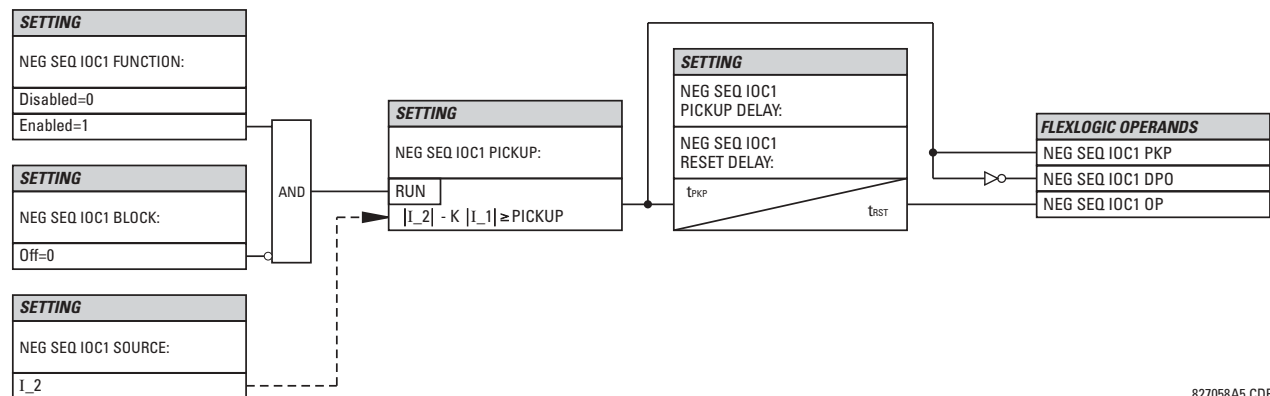 SETTING
NEG SEQ IOC1 FUNCTION:
Disabled=0
Enabled=1
SETTING
NEG SEQ IOC1 BLOCK:
Off=0
SETTING
NEG SEQ IOC1 SOURCE:
I_2
AND
SETTING
NEG SEQ IOC1 PICKUP:
RUN
|I_2| - K |I_1| ≥ PICKUP
SETTING
NEG SEQ IOC1
PICKUP DELAY:
NEG SEQ IOC1
RESET DELAY:
tPKP
tRST
FLEXLOGIC OPERANDS
NEG SEQ IOC1 PKP
NEG SEQ IOC1 DPO
NEG SEQ IOC1 OP
827058A5.CDR